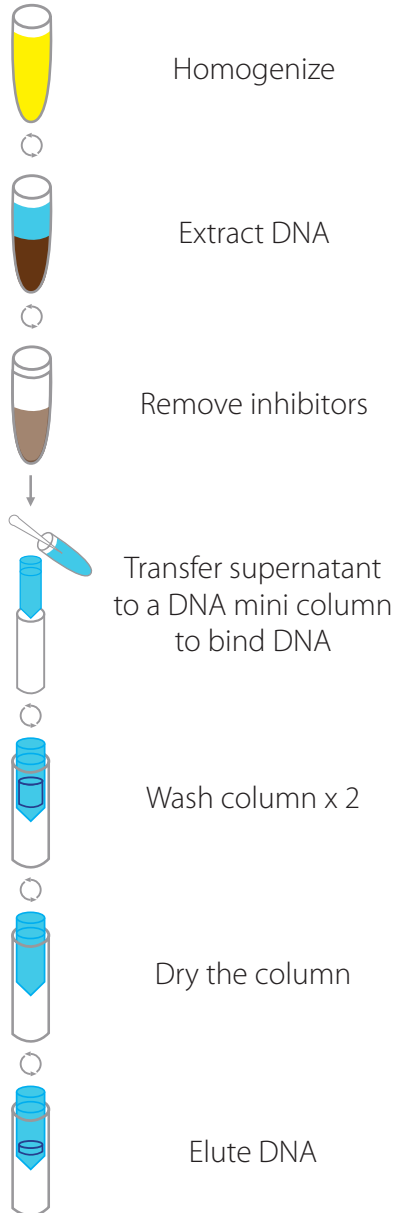 Homogenize
Extract DNA
Remove inhibitors
Transfer supernatant
to a DNA mini column
to bind DNA
Wash column x 2
Dry the column
Elute DNA